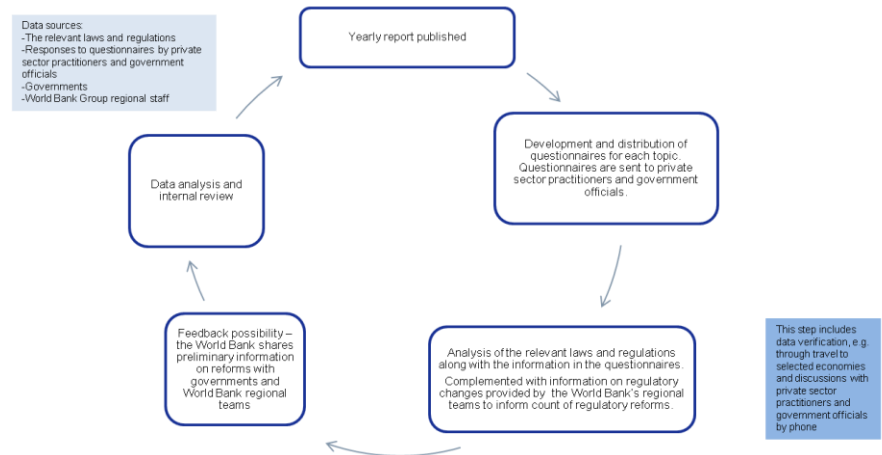 Data sources:
-The relevant laws and regulations
-Responses to questionnaires by private
sector practitioners and government
officials
-Governments
-World Bank Group regional staff
Yearly report published
Development and distribution of
questionnaires for each topic.
Questionnaires are sent to private
sector practitioners and government
officials.
Analysis of the relevant laws and regulations
along with the information in the questionnaires.
Complemented with information on regulatory
changes provided by the World Bank's regional
teams to inform count of regulatory reforms.
This step includes
data verification, e.g.
through travel to
selected economies
and discussions with
private sector
practitioners and
government officials
by phone
Feedback possibility –
the World Bank shares
preliminary information
on reforms with
governments and
World Bank regional
teams
Data analysis and
internal review